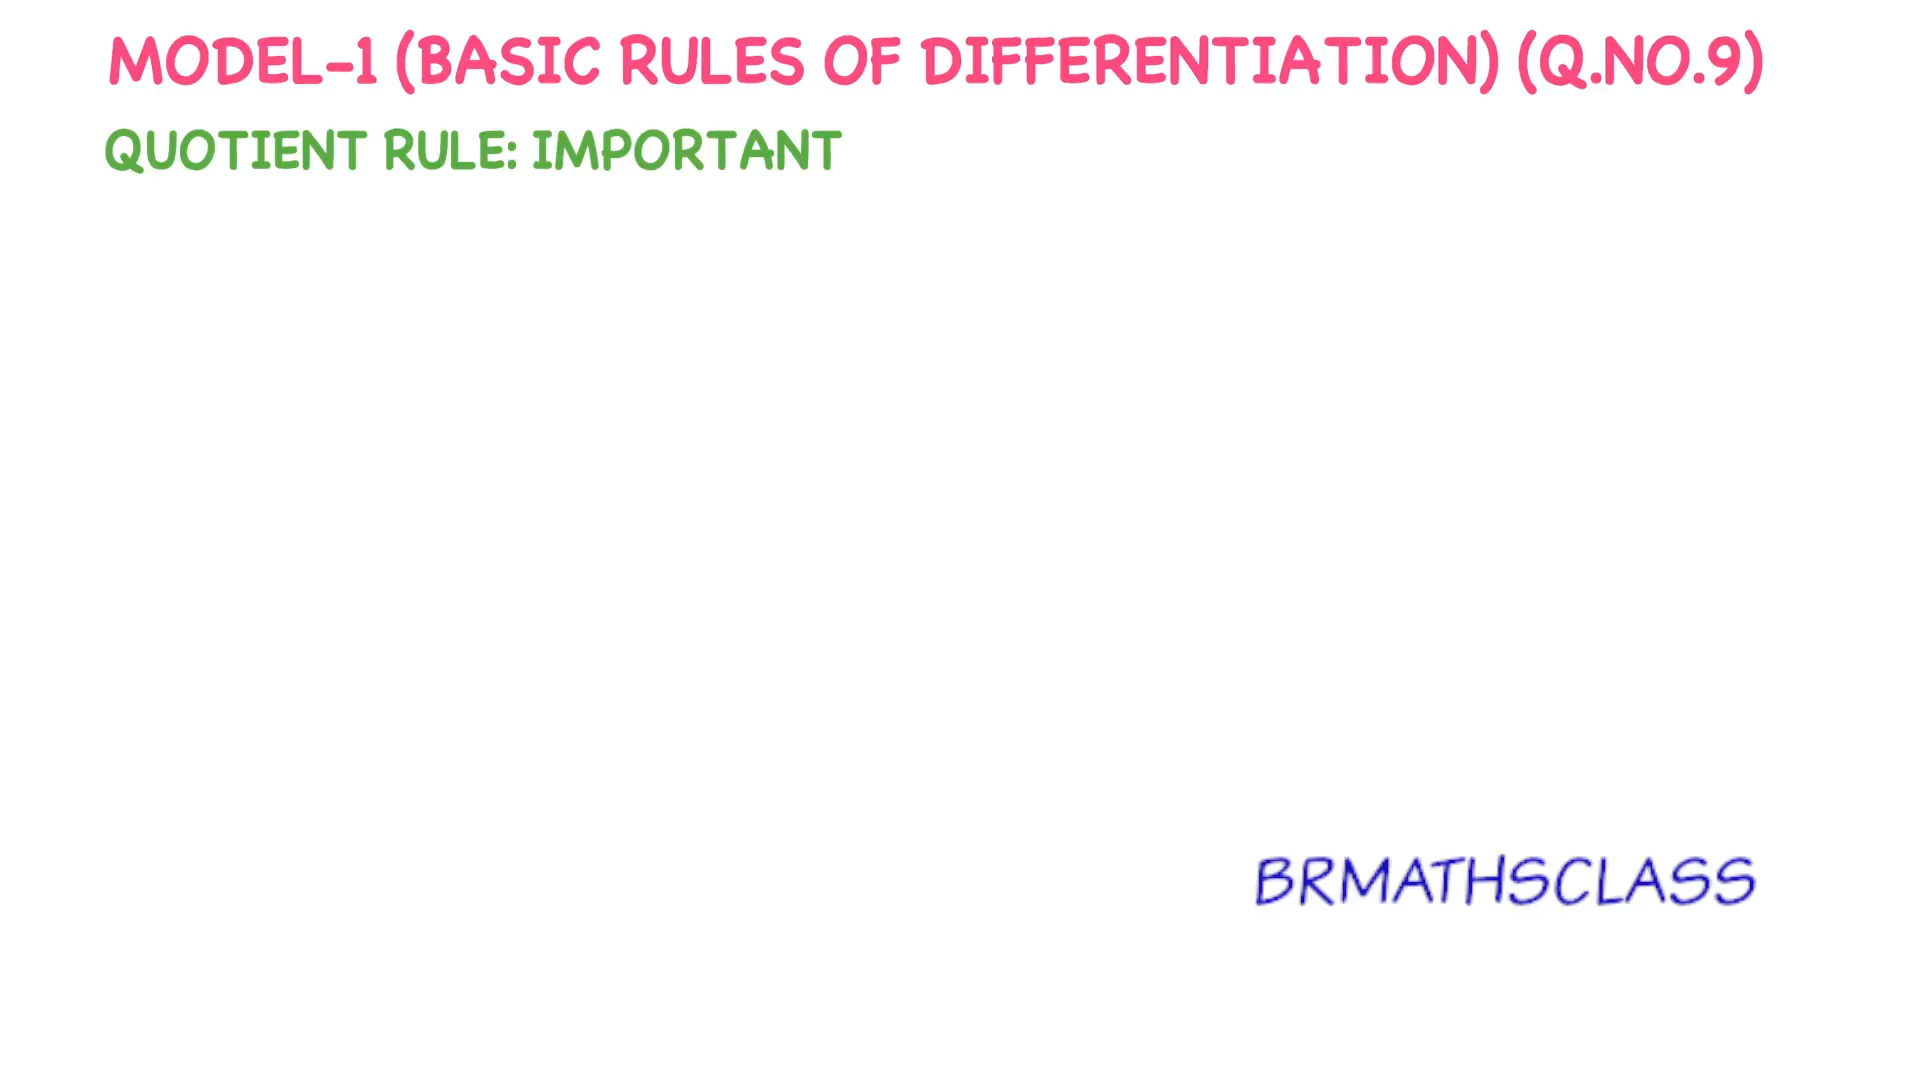 MODEL-1 (BASIC RULES OF DIFFERENTIATION) (Q.NO.9)
QUOTIENT RULE: IMPORTANT
BRMATHSCLASS